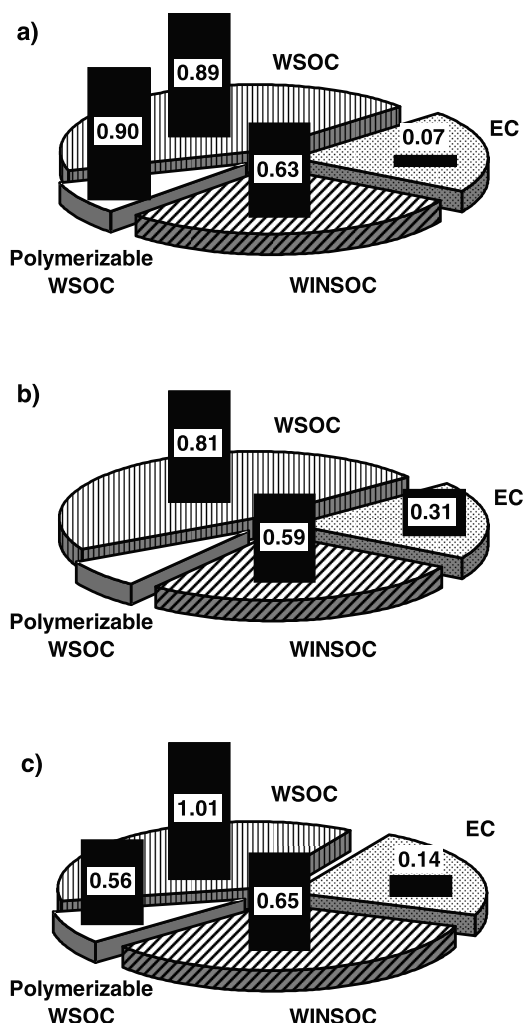 a)
0.89
WSOC
0.90
0.07
EC
0.63
Polymerizable
WSOC
WINSOC
b)
0.81
WSOC
0.31
EC
0.59
Polymerizable
WSOC
WINSOC
c)
1.01
WSOC
EC
0.14
0.56
0.65
Polymerizable
WSOC
WINSOC